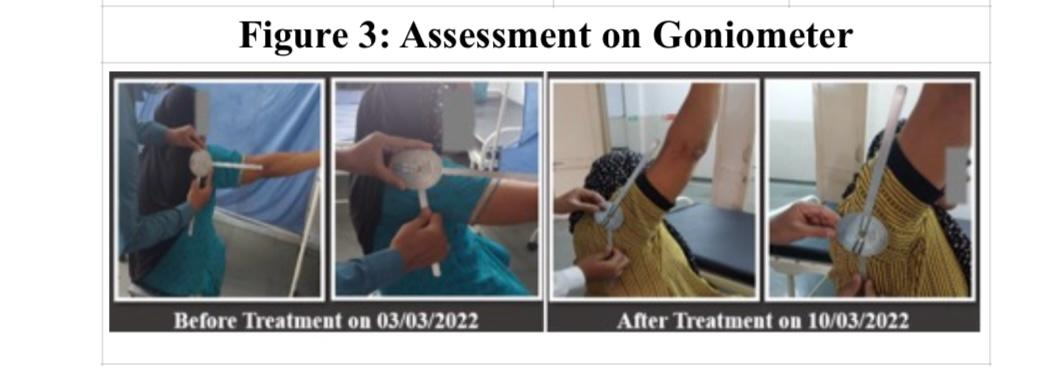 Figure 3: Assessment on Goniometer
Before Treatment on 03/03/2022
After Treatment on 10/03/2022